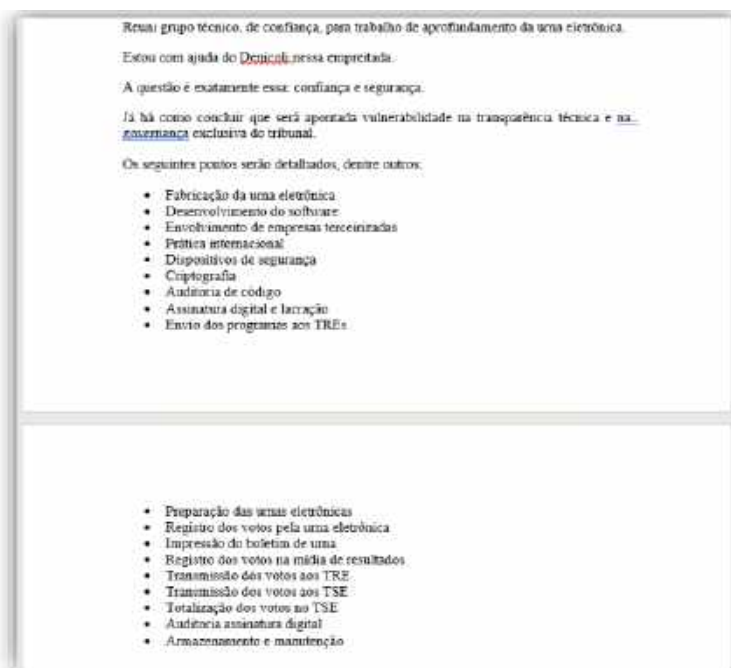 Reuni grupo técnico, de confiança, para trabalho de aprofundamento da urna eletrônica.
Estou com ajuda do Denicoli nessa empreitada.
A questão é exatamente essa: confiança e segurança.
Já há como concluir que será apontada vulnerabilidade na transparência técnica e na
governança exclusiva do tribunal.
Os seguintes pontos serão detalhados, dentre outros:
• Fabricação da urna eletrônica
• Desenvolvimento do software
• Envolvimento de empresas terceirizadas
• Prática internacional
• Dispositivos de segurança
• Criptografia
• Auditoria de código
• Assinatura digital e lacração
• Envio dos programas aos TREs
• Preparação das urnas eletrônicas
• Registro dos votos pela urna eletrônica
• Impressão do boletim de urna
• Registro dos votos na mídia de resultados
• Transmissão dos votos aos TRE
• Transmissão dos votos aos TSE
• Totalização dos votos no TSE
• Auditoria assinatura digital
• Armazenamento e manutenção